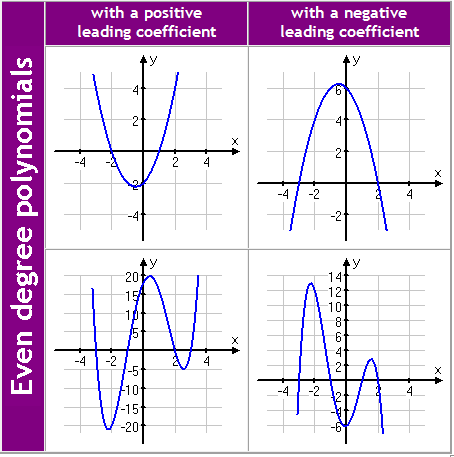 Even degree polynomials
with a positive
leading coefficient
with a negative
leading coefficient
y
4
2
x
-4 -2 2 4
-2
-4
y
6
4
2
x
-4 -2 2 4
-2
y
20
15
10
5
x
-4 -2 2 4
-5
-10
-15
-20
y
14
12
10
8
6
4
2
x
-4 -2 2 4
-2
-4
-6